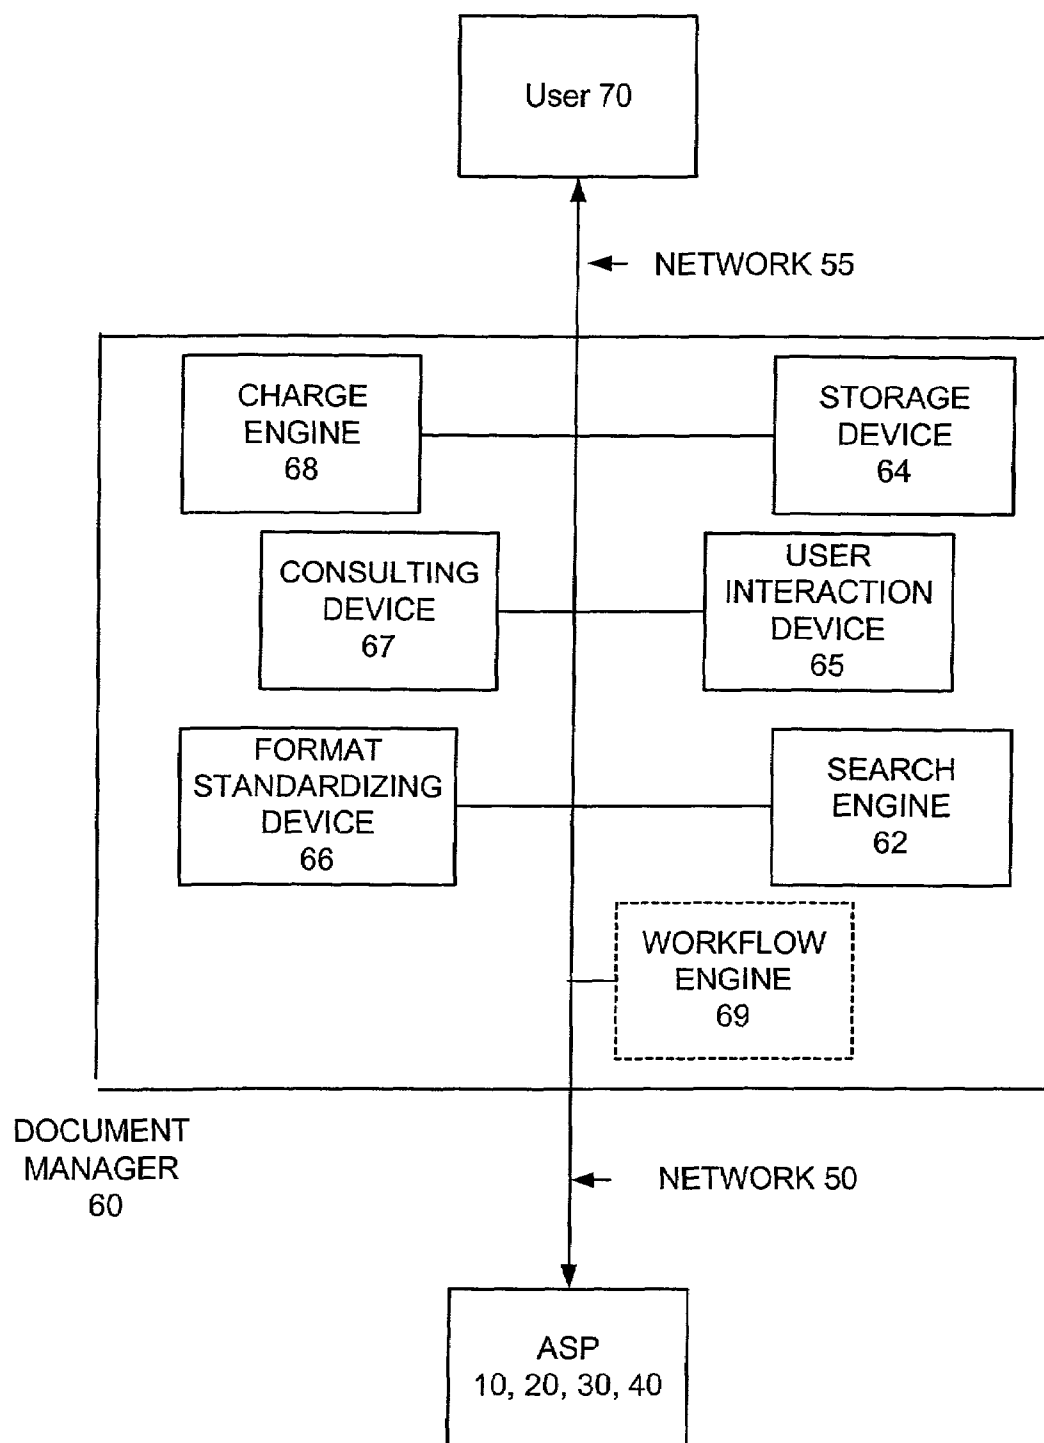 User 70
NETWORK 55
CHARGE
ENGINE
68
STORAGE
DEVICE
64
CONSULTING
DEVICE
67
USER
INTERACTION
DEVICE
65
FORMAT
STANDARDIZING
DEVICE
66
SEARCH
ENGINE
62
WORKFLOW
ENGINE
69
DOCUMENT
MANAGER
60
NETWORK 50
ASP
10, 20, 30, 40